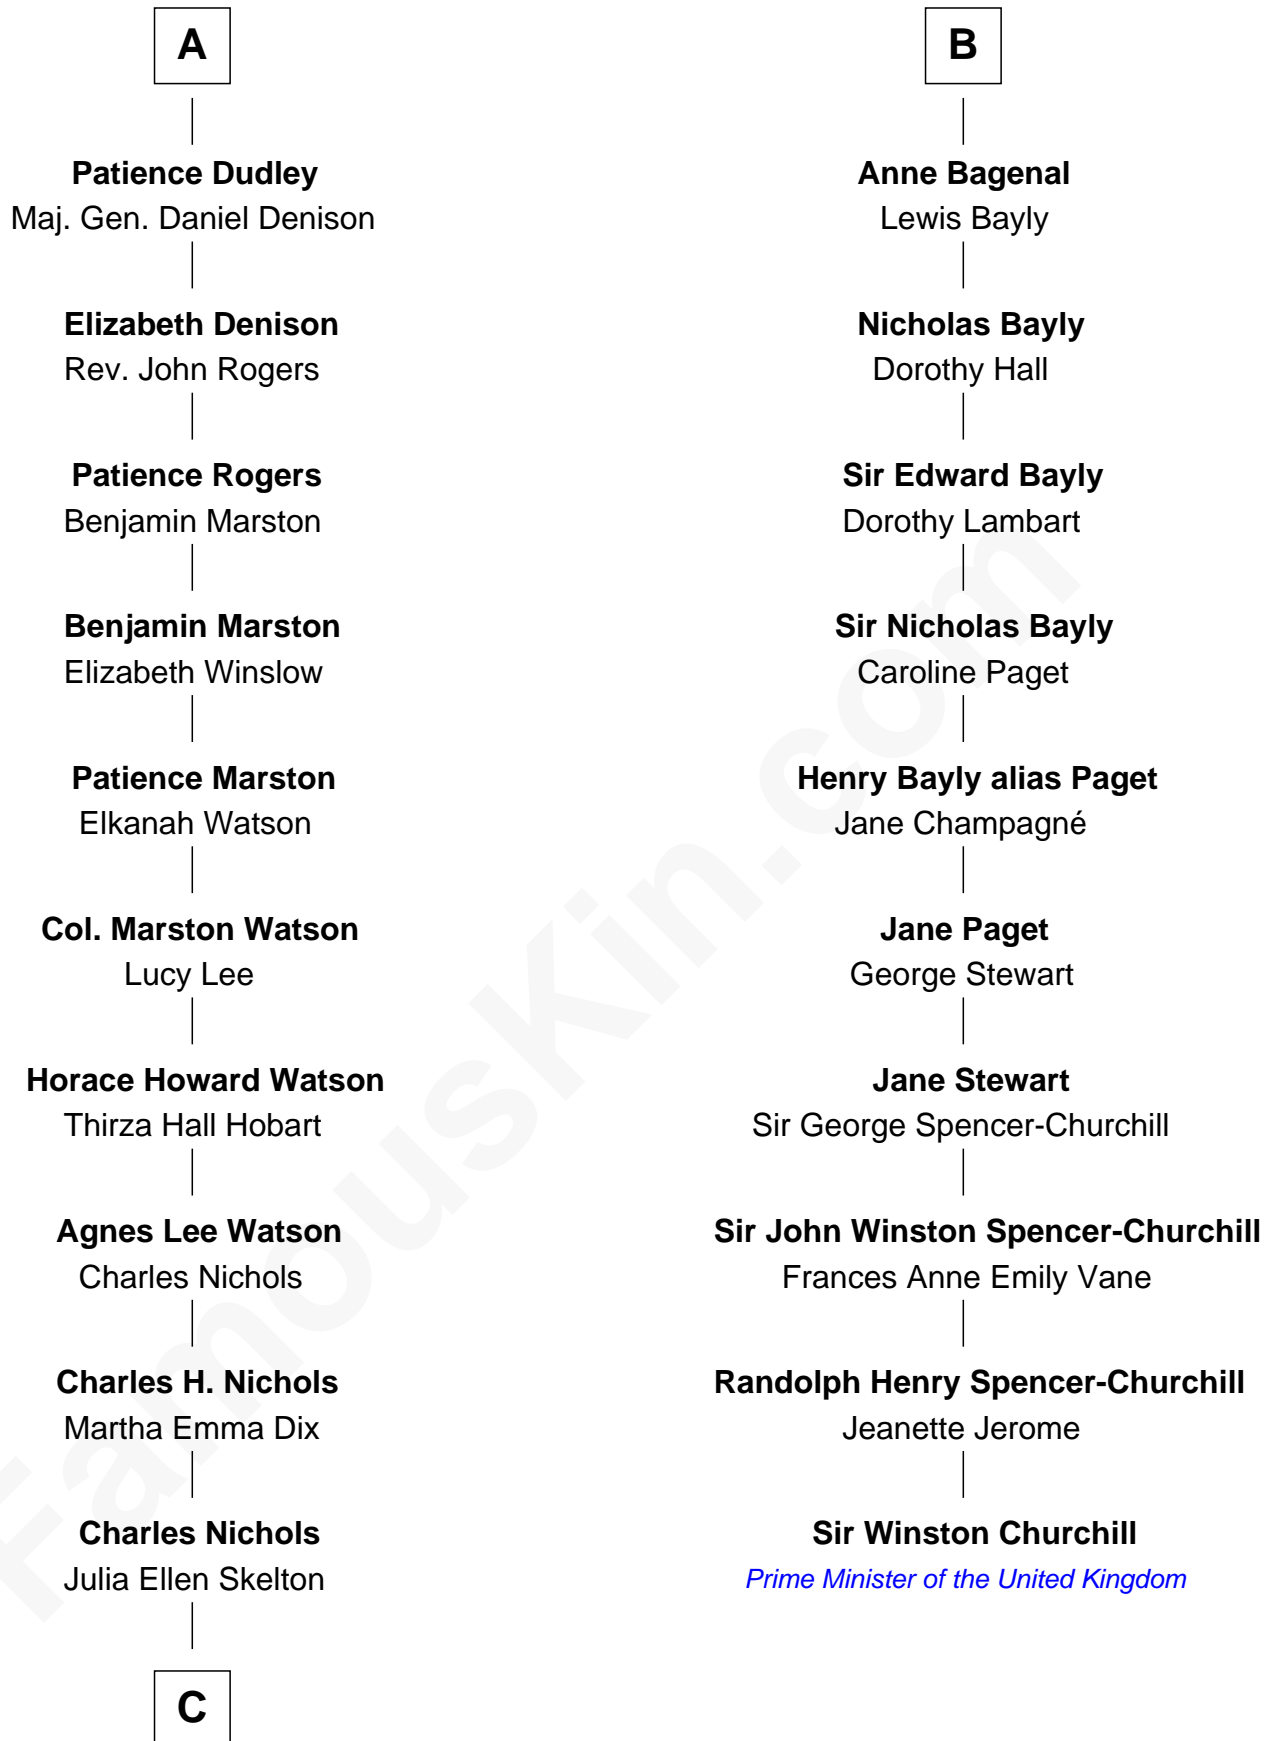 A
Patience Dudley
Maj. Gen. Daniel Denison
Elizabeth Denison
Rev. John Rogers
Patience Rogers
Benjamin Marston
Benjamin Marston
Elizabeth Winslow
Patience Marston
Elkanah Watson
Col. Marston Watson
Lucy Lee
Horace Howard Watson
Thirza Hall Hobart
Agnes Lee Watson
Charles Nichols
Charles H. Nichols
Martha Emma Dix
Charles Nichols
Julia Ellen Skelton
C
B
Anne Bagenal
Lewis Bayly
Nicholas Bayly
Dorothy Hall
Sir Edward Bayly
Dorothy Lambart
Sir Nicholas Bayly
Caroline Paget
Henry Bayly alias Paget
Jane Champagné
Jane Paget
George Stewart
Jane Stewart
Sir George Spencer-Churchill
Sir John Winston Spencer-Churchill
Frances Anne Emily Vane
Randolph Henry Spencer-Churchill
Jeanette Jerome
Sir Winston Churchill
Prime Minister of the United Kingdom
FamousKin.com